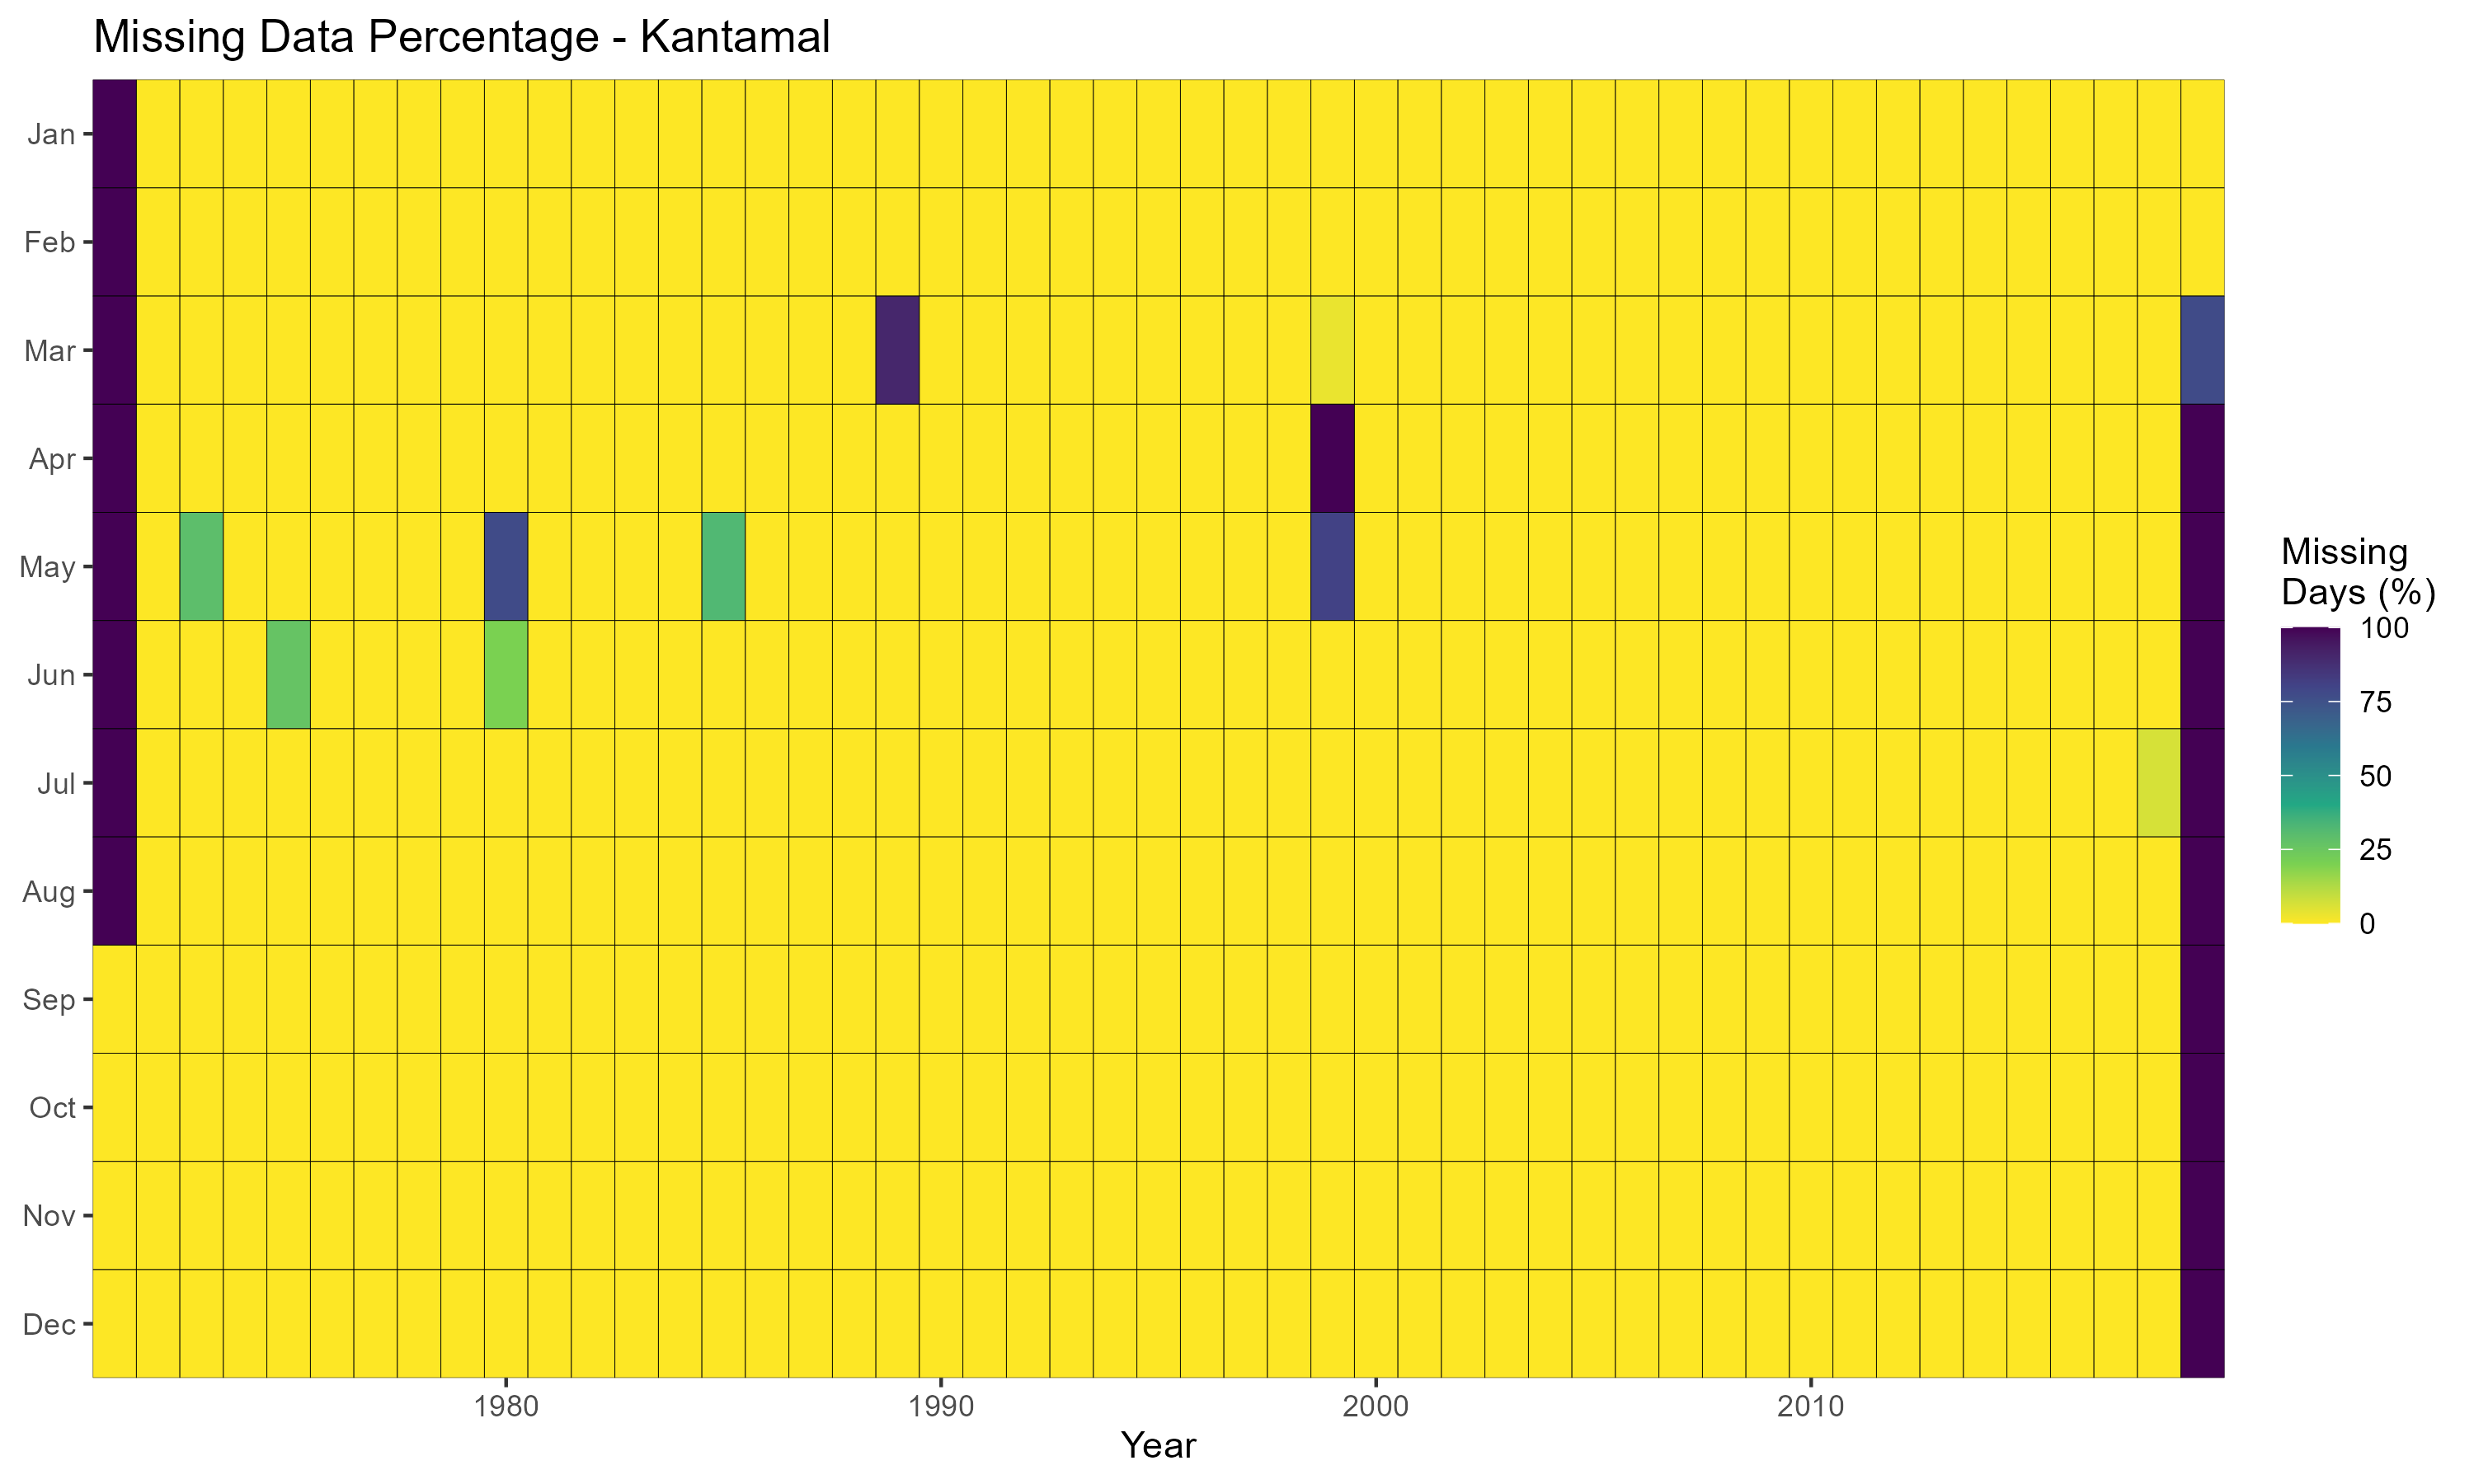 Missing Data Percentage - Kantamal
Jan
Feb
Mar
Apr
May
Jun
Jul
Aug
Sep
Oct
Nov
Dec
1980
1990
2000
2010
Year
Missing
Days (%)
100
75
50
25
0